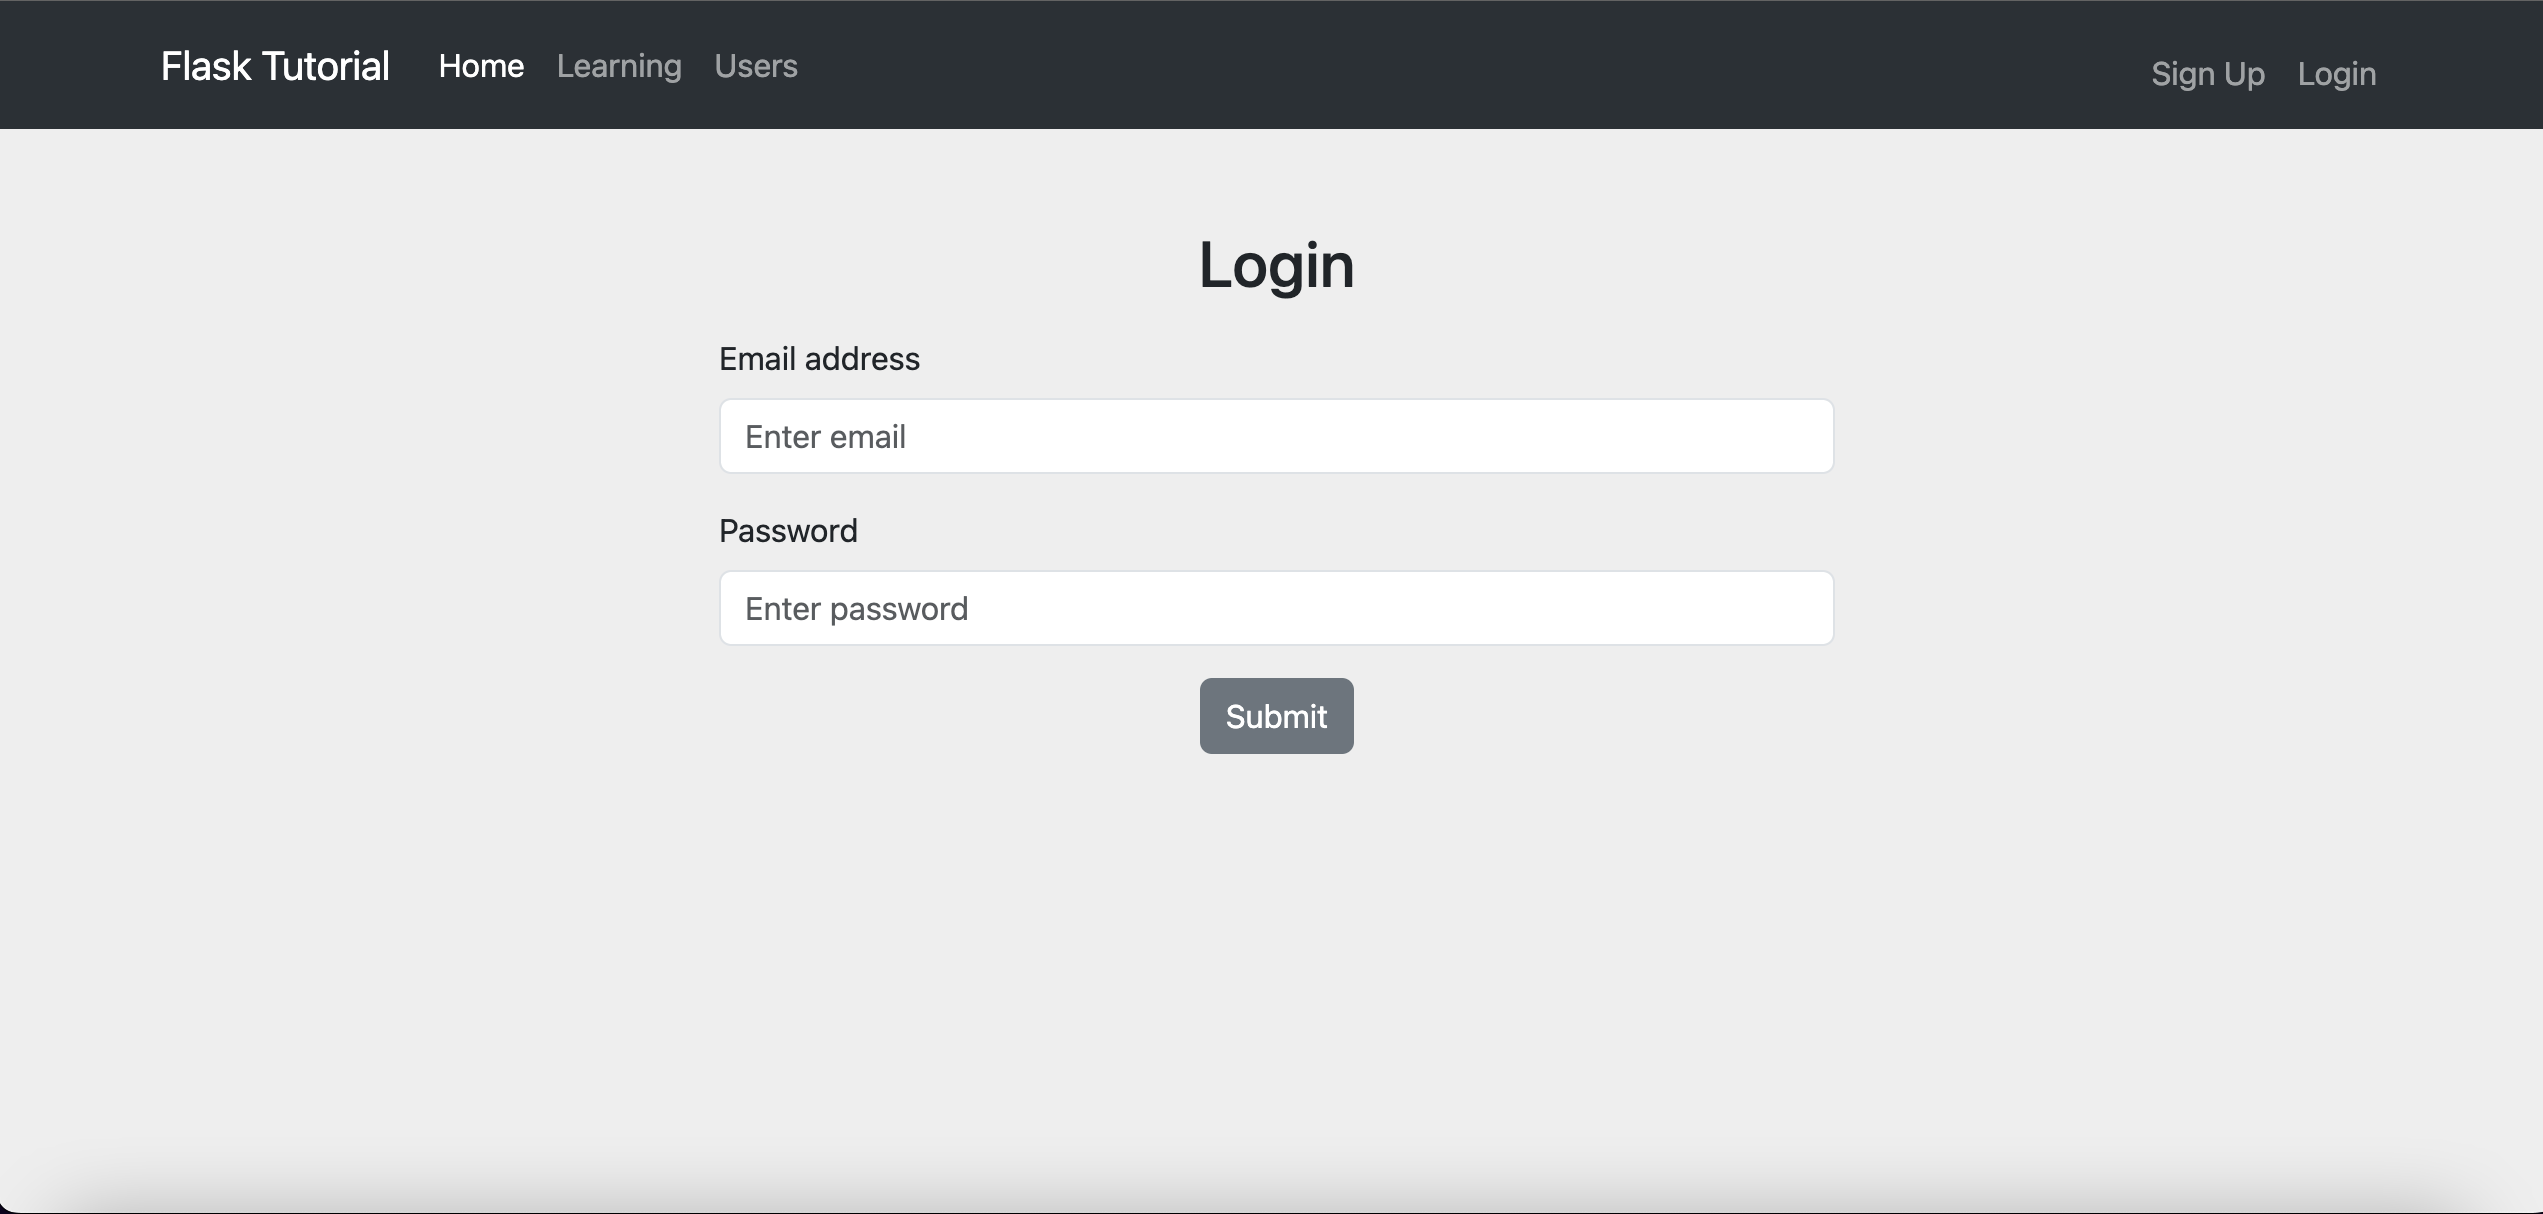 Flask Tutorial Home Learning Users Sign Up Login
Login
Email address
Enter email
Password
Enter password
Submit